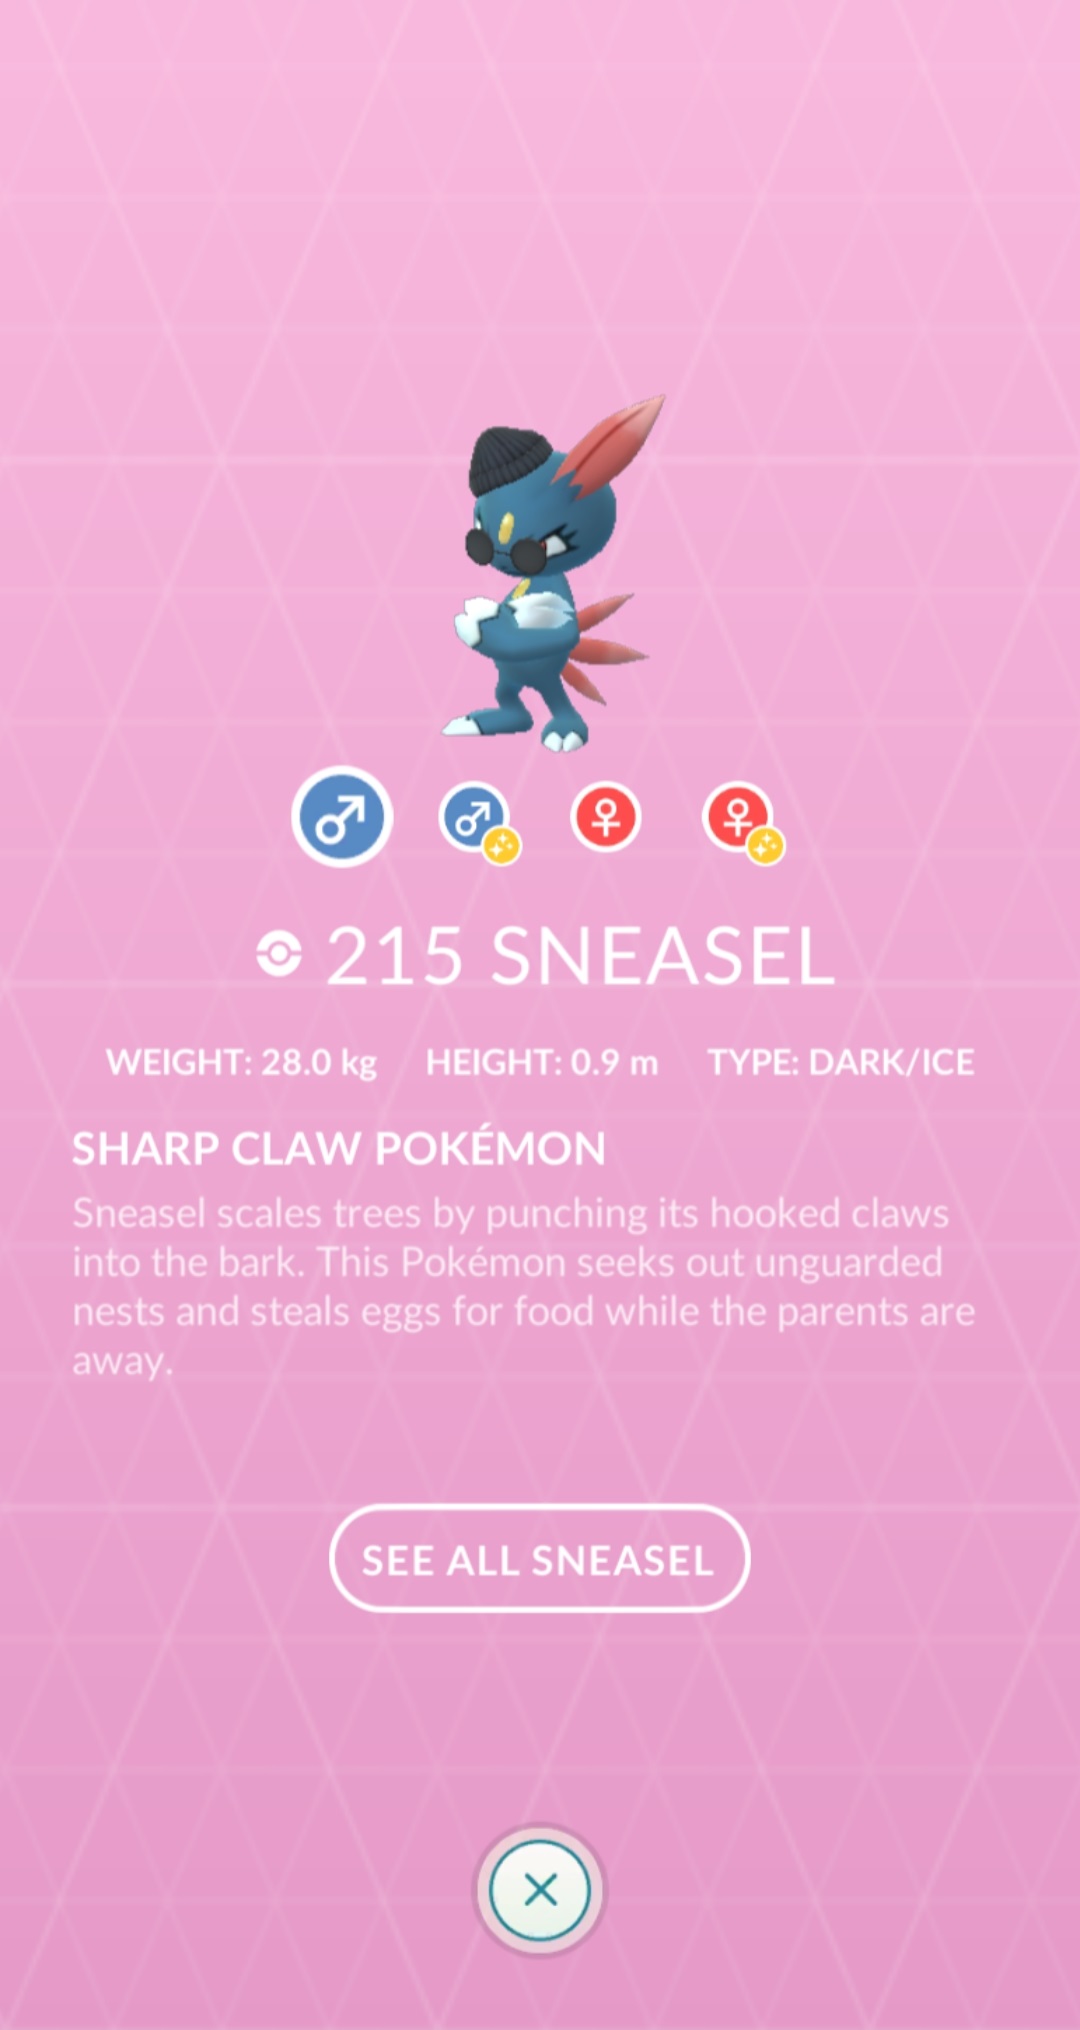 215 SNEASEL
WEIGHT: 28.0 kg HEIGHT: 0.9 m TYPE: DARK/ICE
SHARP CLAW POKÉMON
Sneasel scales trees by punching its hooked claws
into the bark. This Pokémon seeks out unguarded
nests and steals eggs for food while the parents are
away.
SEE ALL SNEASEL